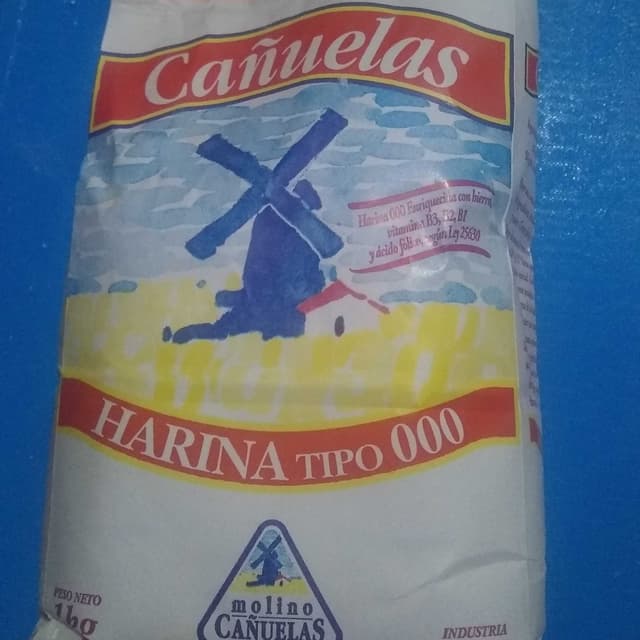 Cañuelas
Harina 000 Enriquecida con hierro
vitamina B3, B2, B1
y ácido fólico según Ley 25630
HARINA TIPO 000
PESO NETO
1kg
molino
CAÑUELAS
INDUSTRIA